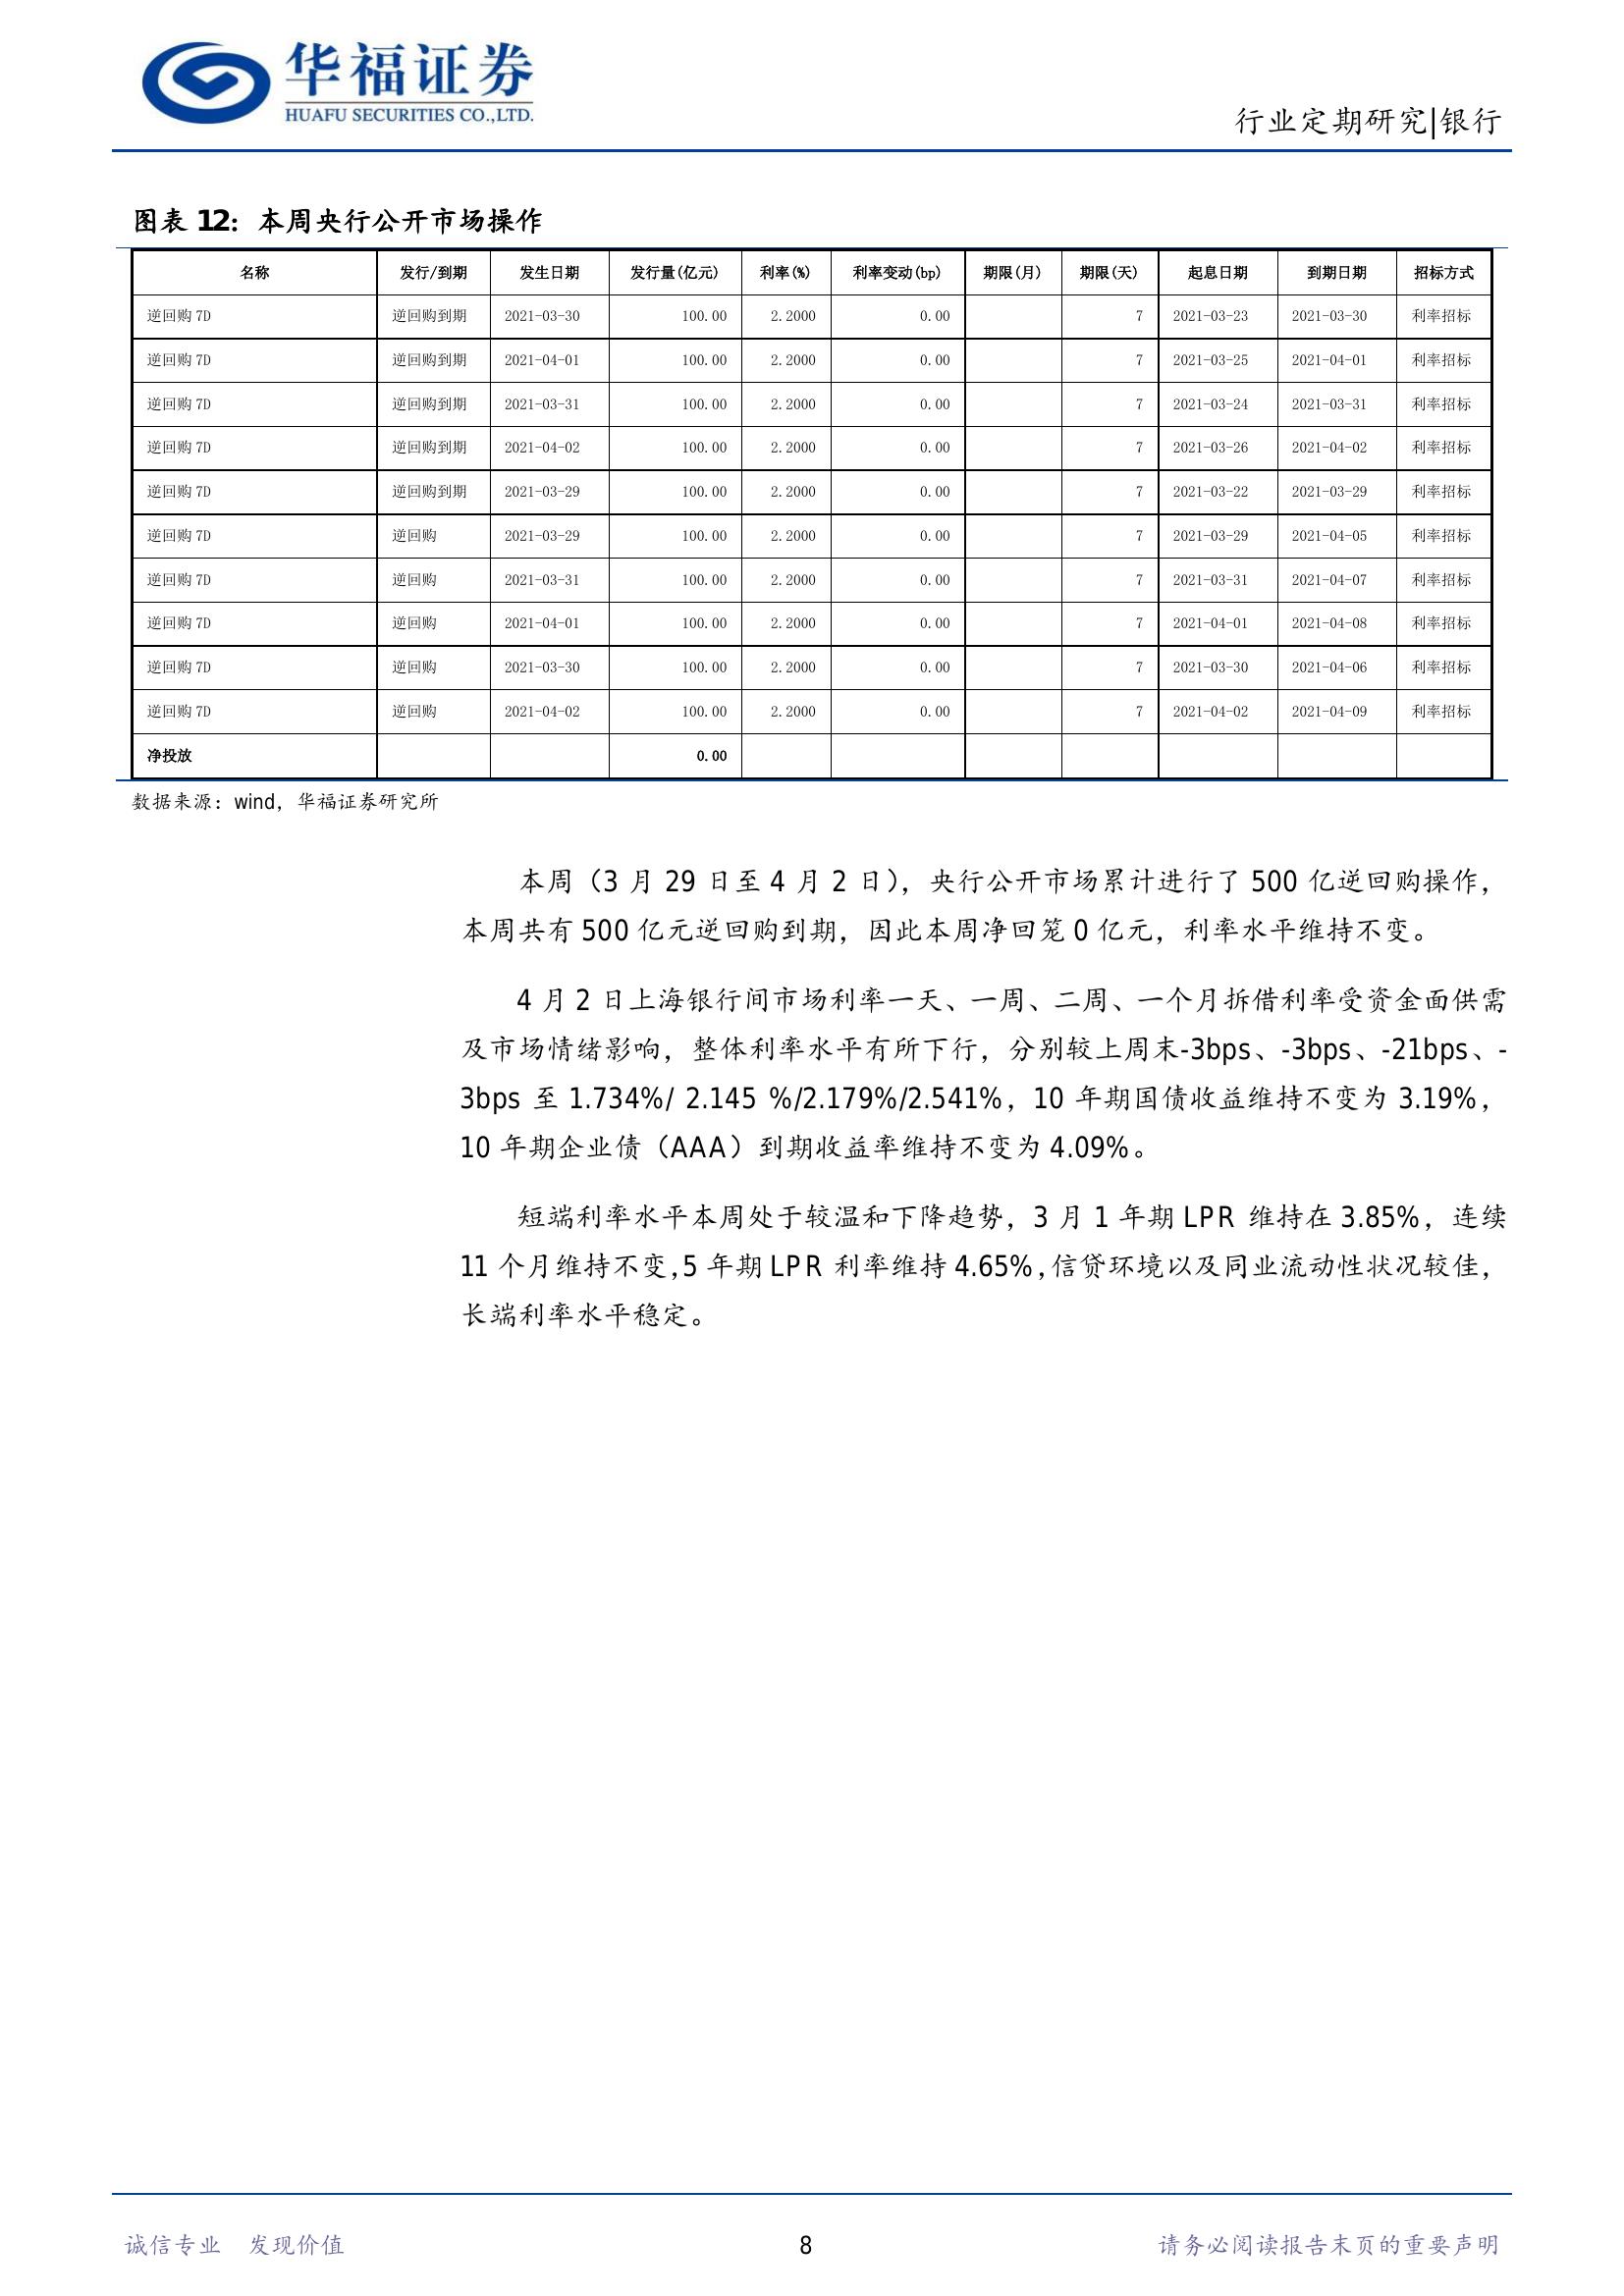 华福证券
HUAFU SECURITIES CO.,LTD.
行业定期研究|银行
图表 12：本周央行公开市场操作
名称 发行/到期 发生日期 发行量(亿元) 利率(%) 利率变动(bp) 期限(月) 期限(天) 起息日期 到期日期 招标方式
逆回购 7D 逆回购到期 2021-03-30 100.00 2.2000 0.00 7 2021-03-23 2021-03-30 利率招标
逆回购 7D 逆回购到期 2021-04-01 100.00 2.2000 0.00 7 2021-03-25 2021-04-01 利率招标
逆回购 7D 逆回购到期 2021-03-31 100.00 2.2000 0.00 7 2021-03-24 2021-03-31 利率招标
逆回购 7D 逆回购到期 2021-04-02 100.00 2.2000 0.00 7 2021-03-26 2021-04-02 利率招标
逆回购 7D 逆回购到期 2021-03-29 100.00 2.2000 0.00 7 2021-03-22 2021-03-29 利率招标
逆回购 7D 逆回购 2021-03-29 100.00 2.2000 0.00 7 2021-03-29 2021-04-05 利率招标
逆回购 7D 逆回购 2021-03-31 100.00 2.2000 0.00 7 2021-03-31 2021-04-07 利率招标
逆回购 7D 逆回购 2021-04-01 100.00 2.2000 0.00 7 2021-04-01 2021-04-08 利率招标
逆回购 7D 逆回购 2021-03-30 100.00 2.2000 0.00 7 2021-03-30 2021-04-06 利率招标
逆回购 7D 逆回购 2021-04-02 100.00 2.2000 0.00 7 2021-04-02 2021-04-09 利率招标
净投放 0.00
数据来源：wind，华福证券研究所
本周（3 月 29 日至 4 月 2 日），央行公开市场累计进行了 500 亿逆回购操作，
本周共有 500 亿元逆回购到期，因此本周净回笼 0 亿元，利率水平维持不变。
4 月 2 日上海银行间市场利率一天、一周、二周、一个月拆借利率受资金面供需
及市场情绪影响，整体利率水平有所下行，分别较上周末-3bps、-3bps、-21bps、-
3bps 至 1.734%/ 2.145 %/2.179%/2.541%，10 年期国债收益维持不变为 3.19%，
10 年期企业债（AAA）到期收益率维持不变为 4.09%。
短端利率水平本周处于较温和下降趋势，3 月 1 年期 LPR 维持在 3.85%，连续
11 个月维持不变,5 年期 LPR 利率维持 4.65%,信贷环境以及同业流动性状况较佳，
长端利率水平稳定。
诚信专业 发现价值 8 请务必阅读报告末页的重要声明